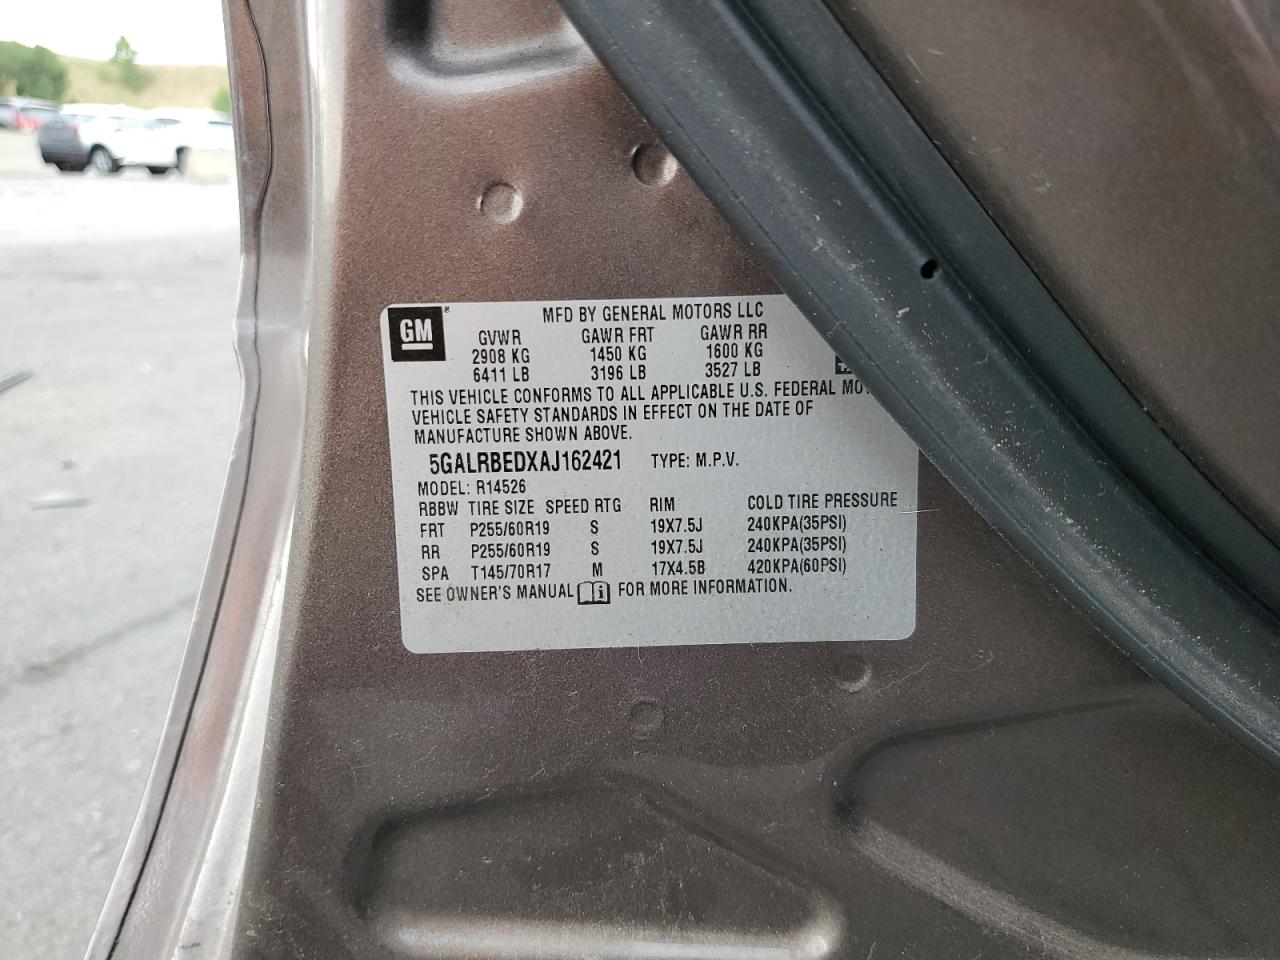 GM
MFD BY GENERAL MOTORS LLC
GVWR GAWR FRT GAWR RR
2908 KG 1450 KG 1600 KG
6411 LB 3196 LB 3527 LB
THIS VEHICLE CONFORMS TO ALL APPLICABLE U.S. FEDERAL
VEHICLE SAFETY STANDARDS IN EFFECT ON THE DATE OF
MANUFACTURE SHOWN ABOVE.
5GALRBEDXAJ162421 TYPE: M.P.V.
MODEL: R14526
RBBW TIRE SIZE SPEED RTG RIM COLD TIRE PRESSURE
FRT P255/60R19 S 19X7.5J 240KPA(35PSI)
RR P255/60R19 S 19X7.5J 240KPA(35PSI)
SPA T145/70R17 M 17X4.5B 420KPA(60PSI)
SEE OWNER'S MANUAL i FOR MORE INFORMATION.